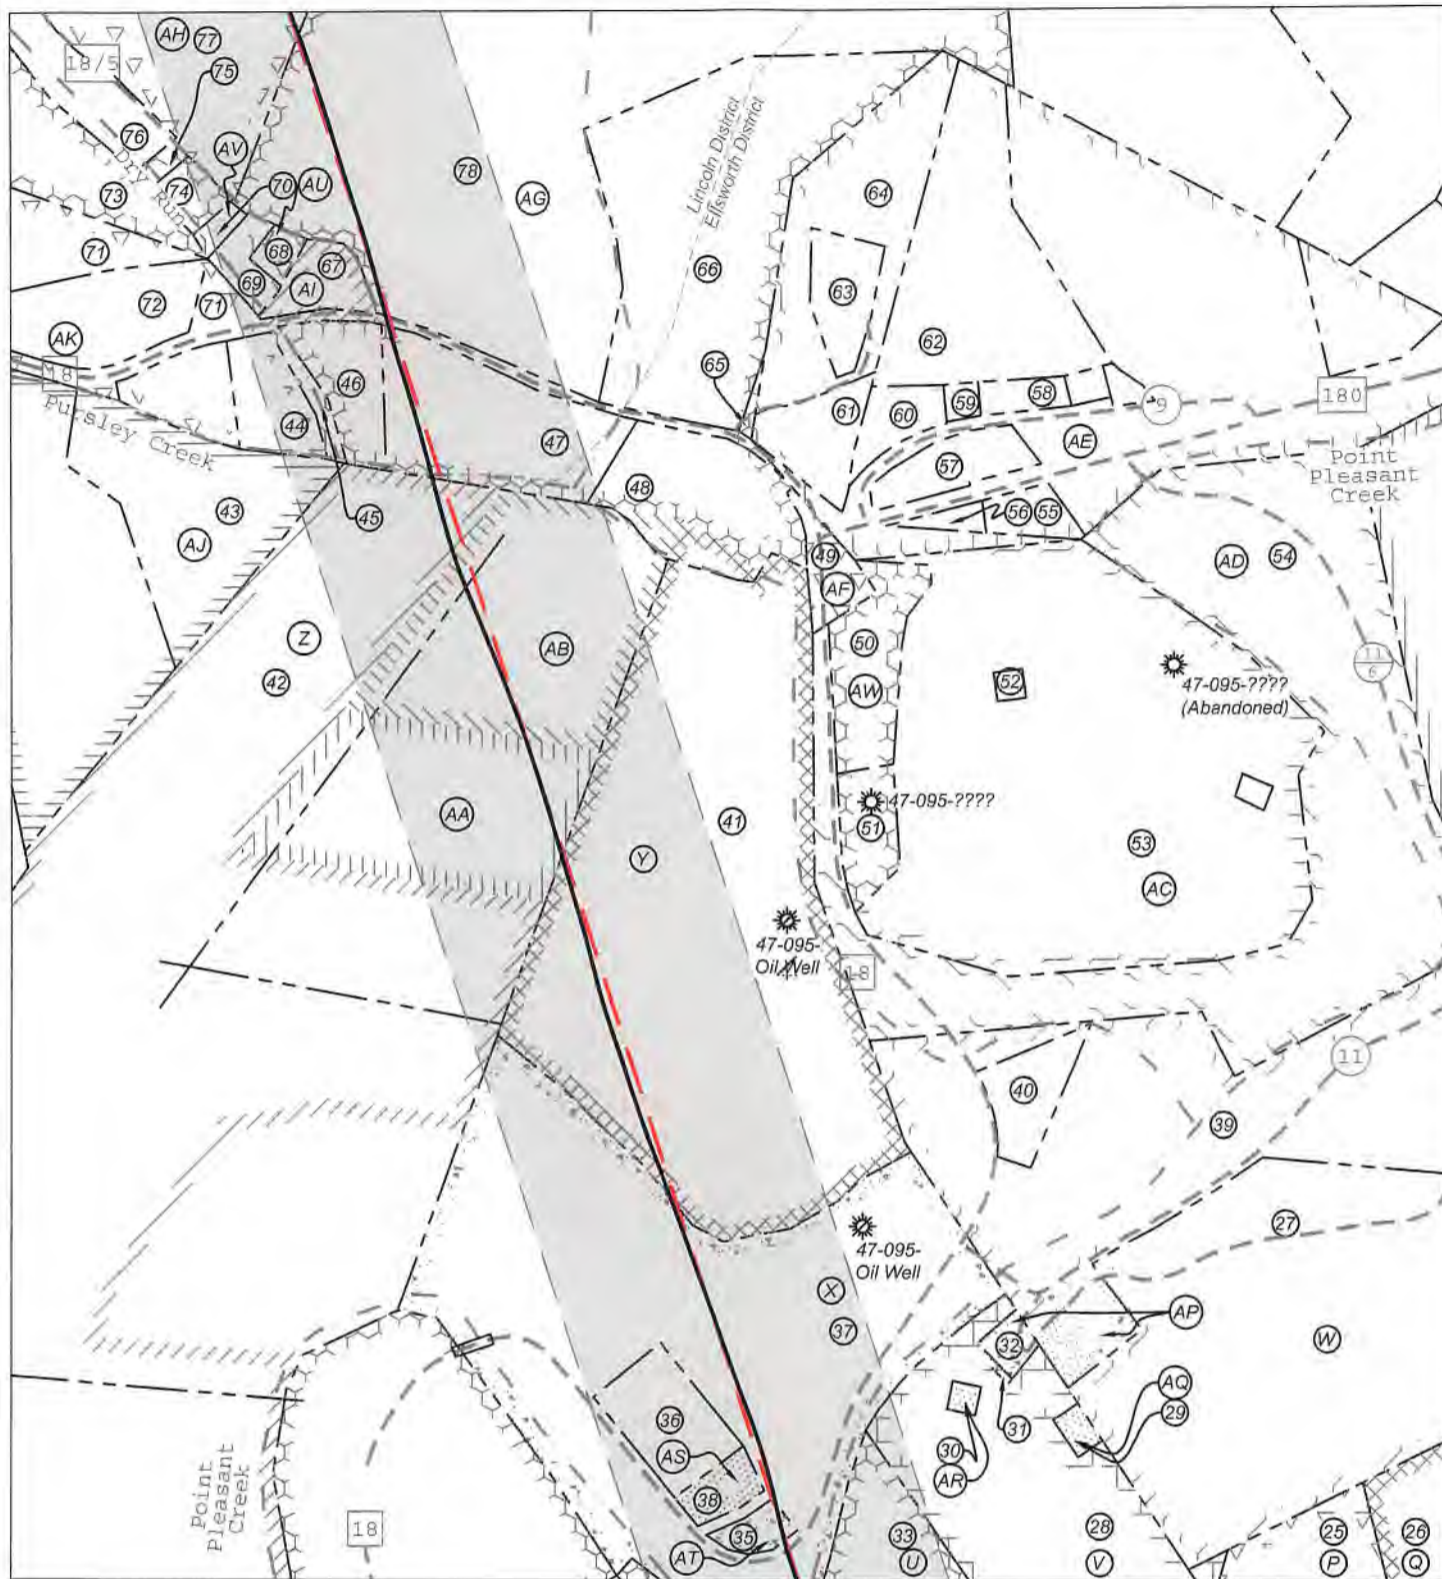 AH
77
18/5
75
76
AV
78
AG
Lincoln District
Ellsworth District
64
73
Dry Run
74
70
AU
68
67
71
66
69
AI
63
72
71
AK
62
18
65
46
59
58
9
180
61
60
Pursley Creek
44
47
AE
57
Point
Pleasant
Creek
48
43
45
56
55
AJ
49
AD
54
AF
Z
AB
50
11
6
42
52
AW
47-095-????
(Abandoned)
47-095-????
AA
41
51
53
Y
AC
47-095-
Oil Well
18
11
40
39
27
47-095-
Oil Well
X
AP
37
32
W
AQ
36
29
31
AS
30
AR
38
Point
Pleasant
Creek
18
35
33
28
25
26
AT
U
V
P
Q